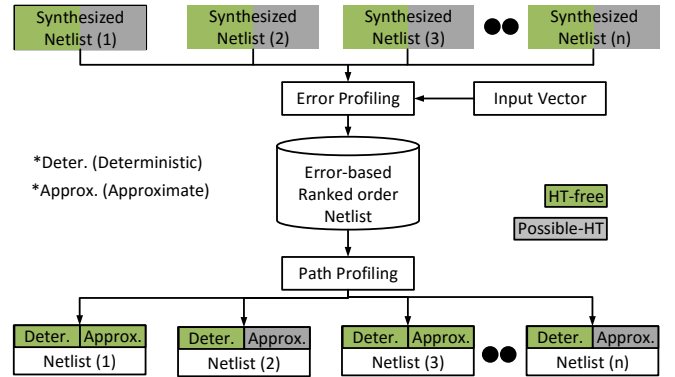 Synthesized
Netlist (1)
Synthesized
Netlist (2)
Synthesized
Netlist (3)
Synthesized
Netlist (n)
Error Profiling
Input Vector
*Deter. (Deterministic)
*Approx. (Approximate)
Error-based
Ranked order
Netlist
HT-free
Possible-HT
Path Profiling
Deter. Approx.
Netlist (1)
Deter. Approx.
Netlist (2)
Deter. Approx.
Netlist (3)
Deter. Approx.
Netlist (n)